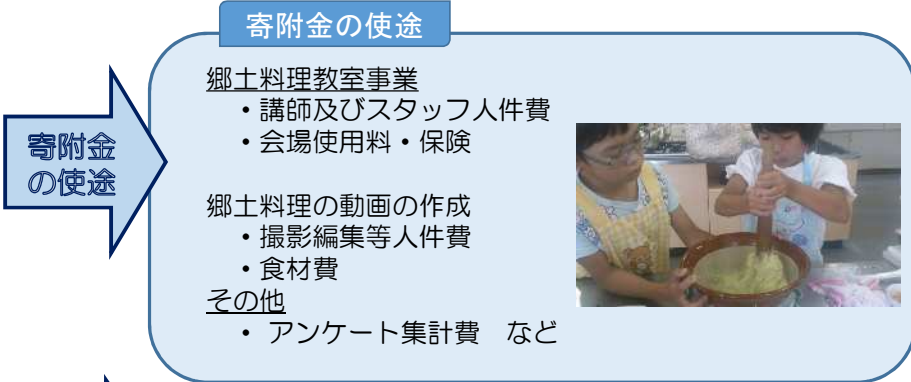 寄附金の使途
寄附金
の使途
郷土料理教室事業
・講師及びスタッフ人件費
・会場使用料・保険
郷土料理の動画の作成
・撮影編集等人件費
・食材費
その他
・ アンケート集計費　など